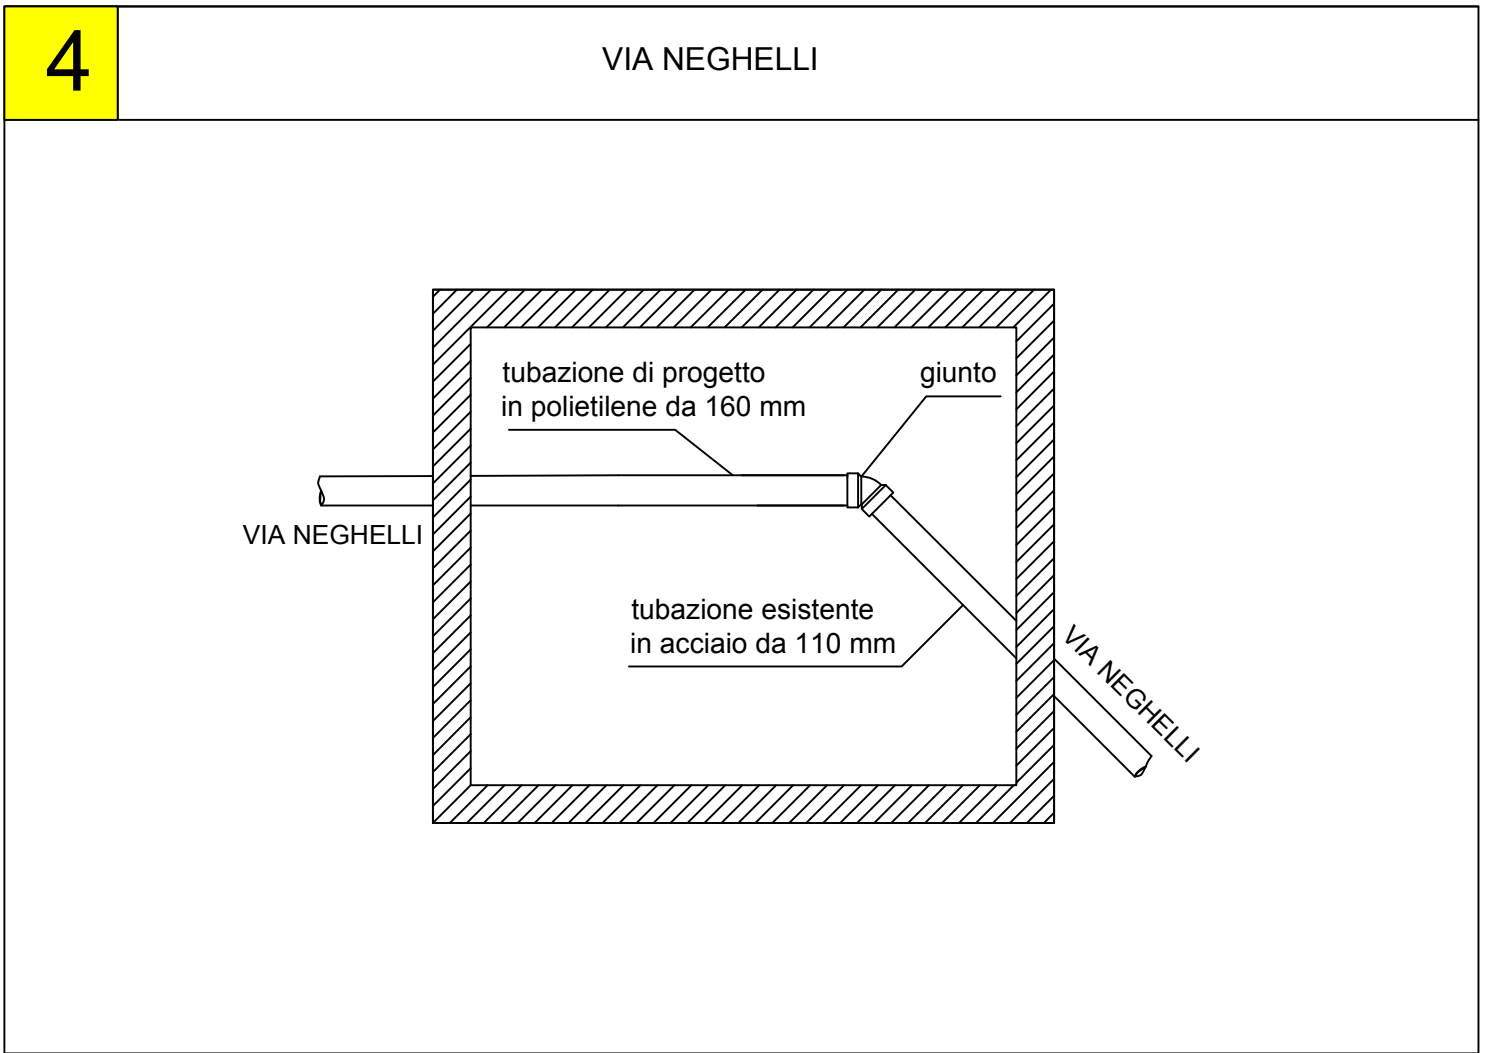 4
VIA NEGHELLI
tubazione di progetto
in polietilene da 160 mm
giunto
VIA NEGHELLI
tubazione esistente
in acciaio da 110 mm
VIA NEGHELLI